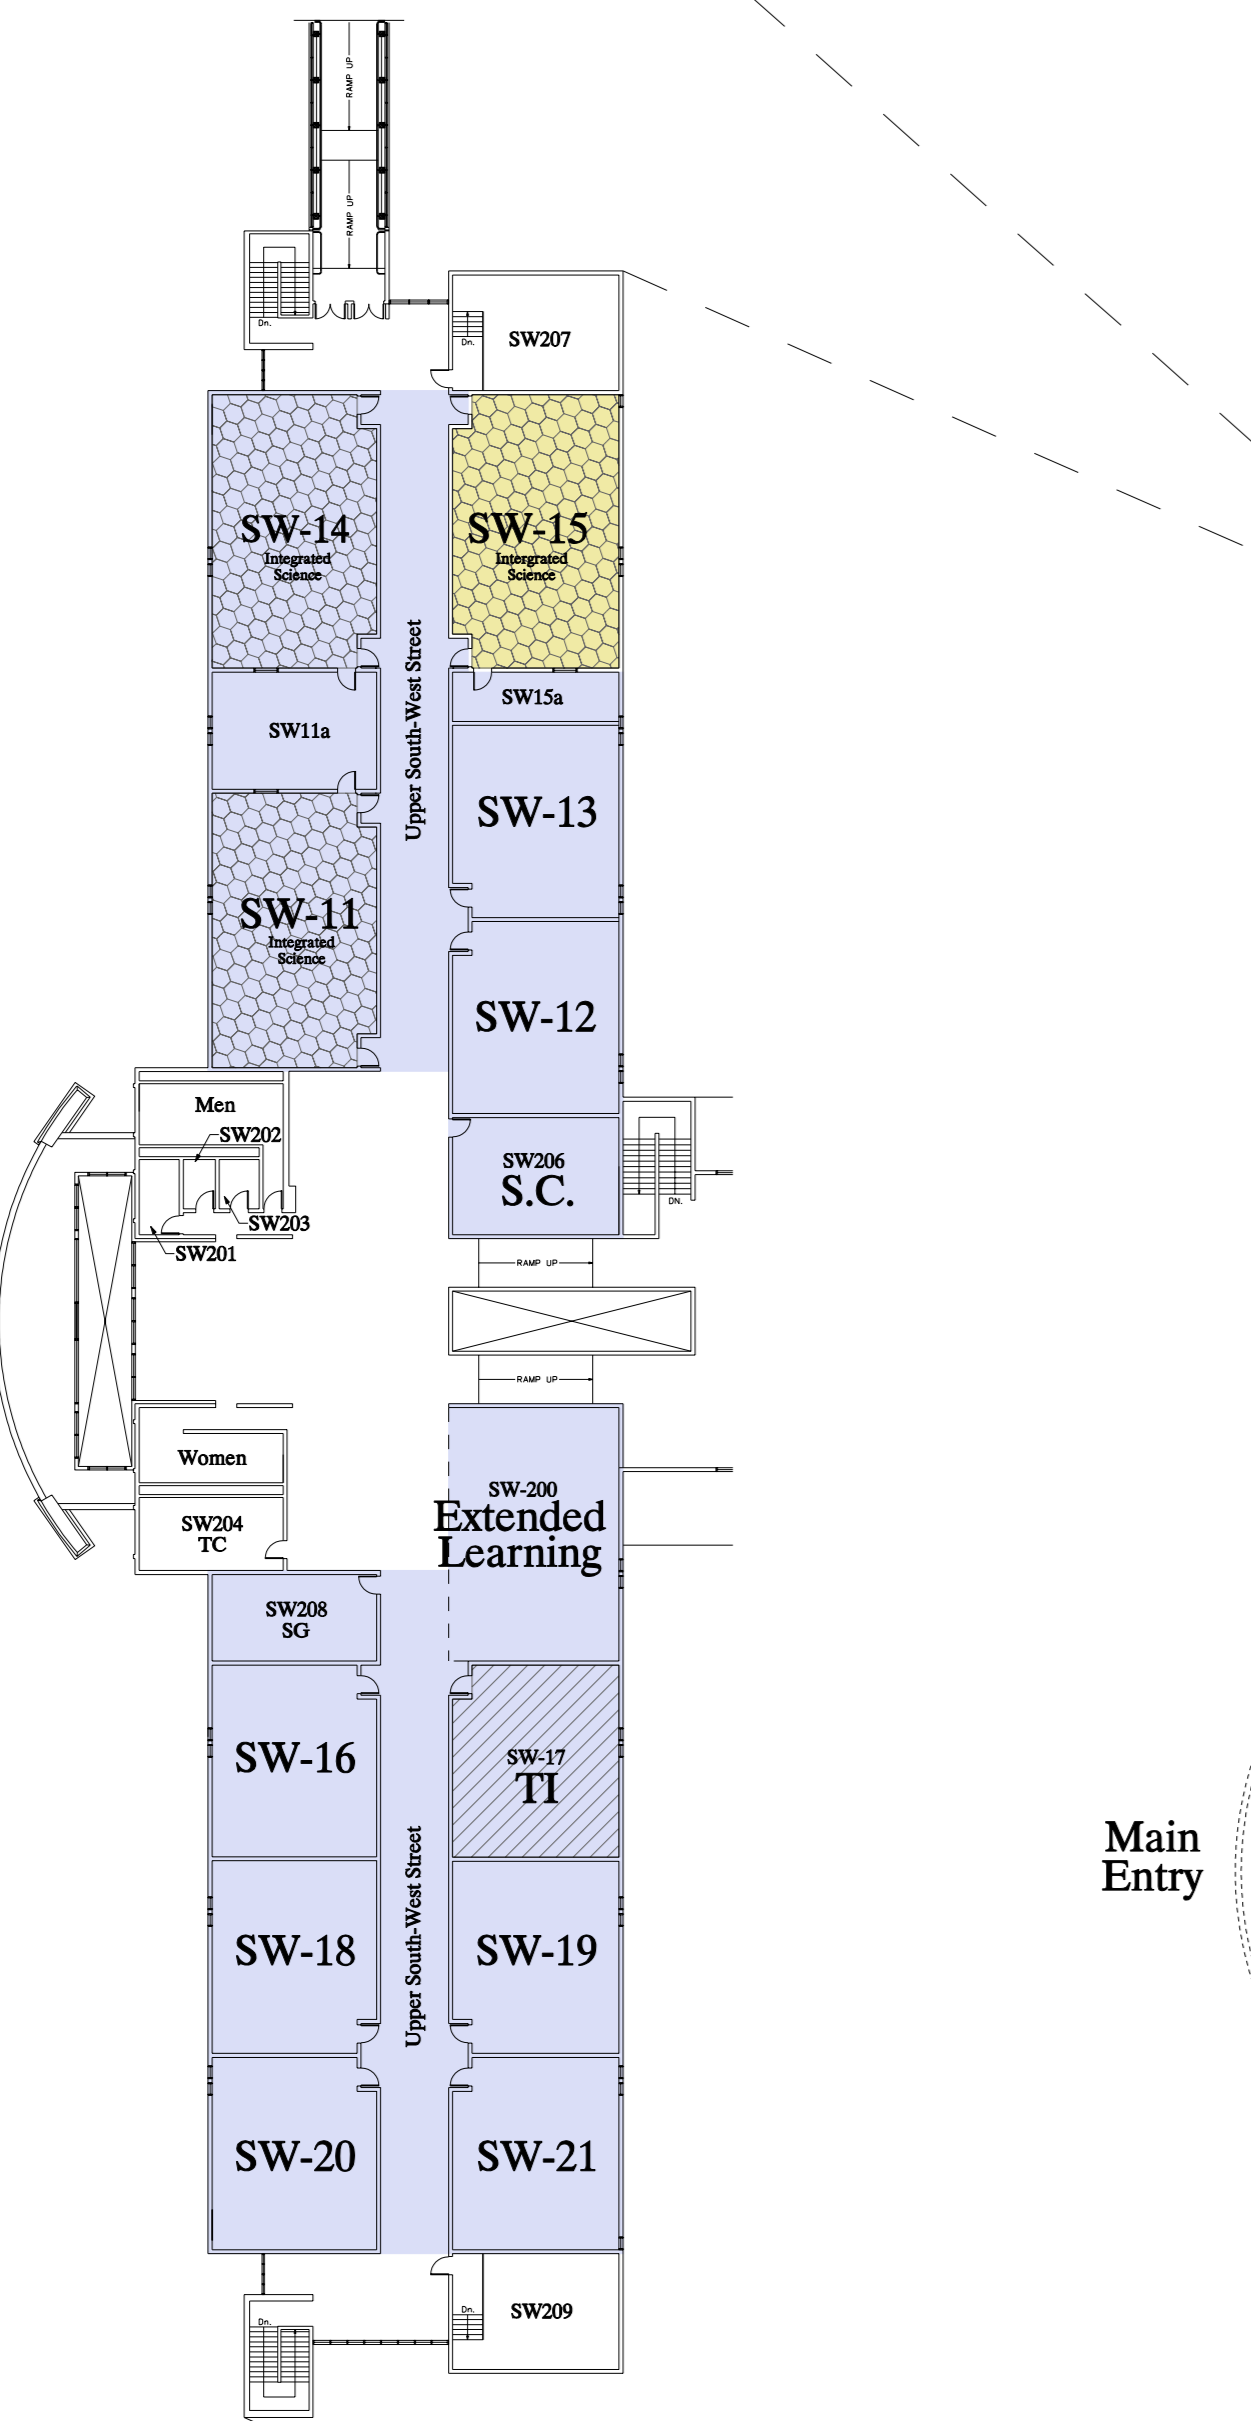 RAMP UP
RAMP UP
Dn.
Dn.
SW207
SW-14
Integrated
Science
SW-15
Intergrated
Science
Upper South-West Street
SW11a
SW15a
SW-13
SW-11
Integrated
Science
SW-12
Men
SW202
SW203
SW201
SW206
S.C.
DN.
RAMP UP
RAMP UP
Women
SW-200
Extended
Learning
SW204
TC
SW208
SG
SW-16
SW-17
TI
Main
Entry
Upper South-West Street
SW-18
SW-19
SW-20
SW-21
Dn.
Dn.
SW209